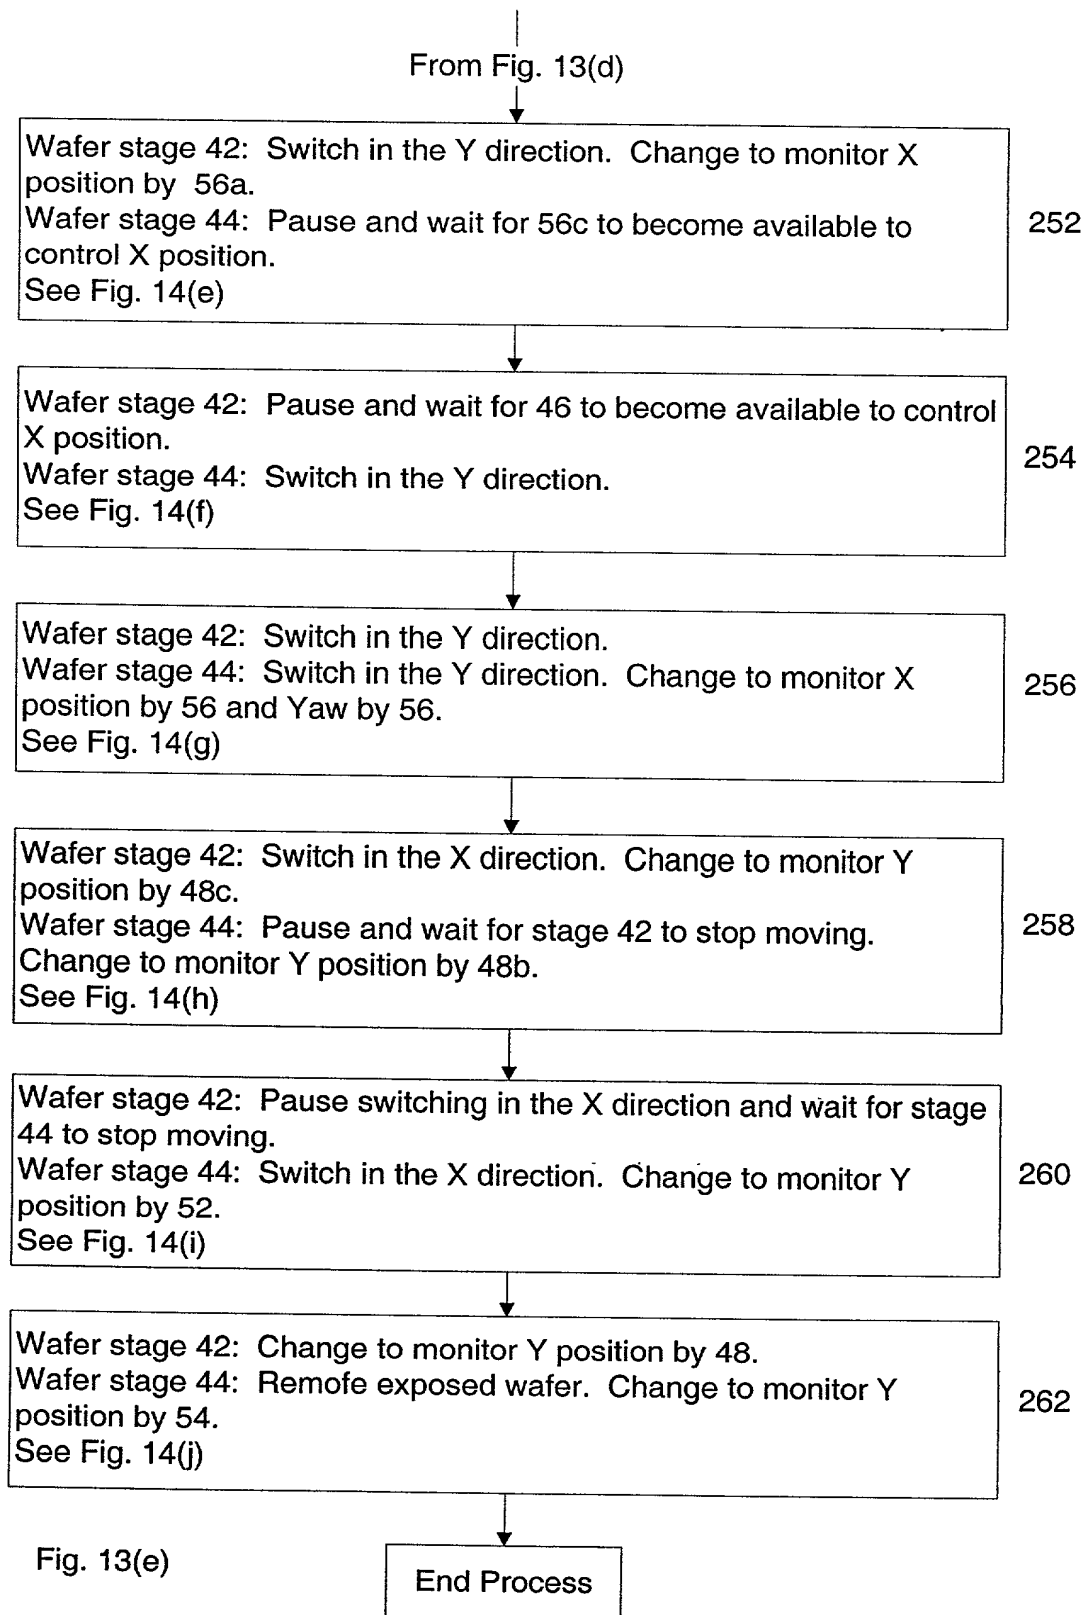 From Fig. 13(d)
Wafer stage 42: Switch in the Y direction. Change to monitor X
position by 56a.
Wafer stage 44: Pause and wait for 56c to become available to
control X position.
See Fig. 14(e)
252
Wafer stage 42: Pause and wait for 46 to become available to control
X position.
Wafer stage 44: Switch in the Y direction.
See Fig. 14(f)
254
Wafer stage 42: Switch in the Y direction.
Wafer stage 44: Switch in the Y direction. Change to monitor X
position by 56 and Yaw by 56.
See Fig. 14(g)
256
Wafer stage 42: Switch in the X direction. Change to monitor Y
position by 48c.
Wafer stage 44: Pause and wait for stage 42 to stop moving.
Change to monitor Y position by 48b.
See Fig. 14(h)
258
Wafer stage 42: Pause switching in the X direction and wait for stage
44 to stop moving.
Wafer stage 44: Switch in the X direction. Change to monitor Y
position by 52.
See Fig. 14(i)
260
Wafer stage 42: Change to monitor Y position by 48.
Wafer stage 44: Remofe exposed wafer. Change to monitor Y
position by 54.
See Fig. 14(j)
262
Fig. 13(e)
End Process